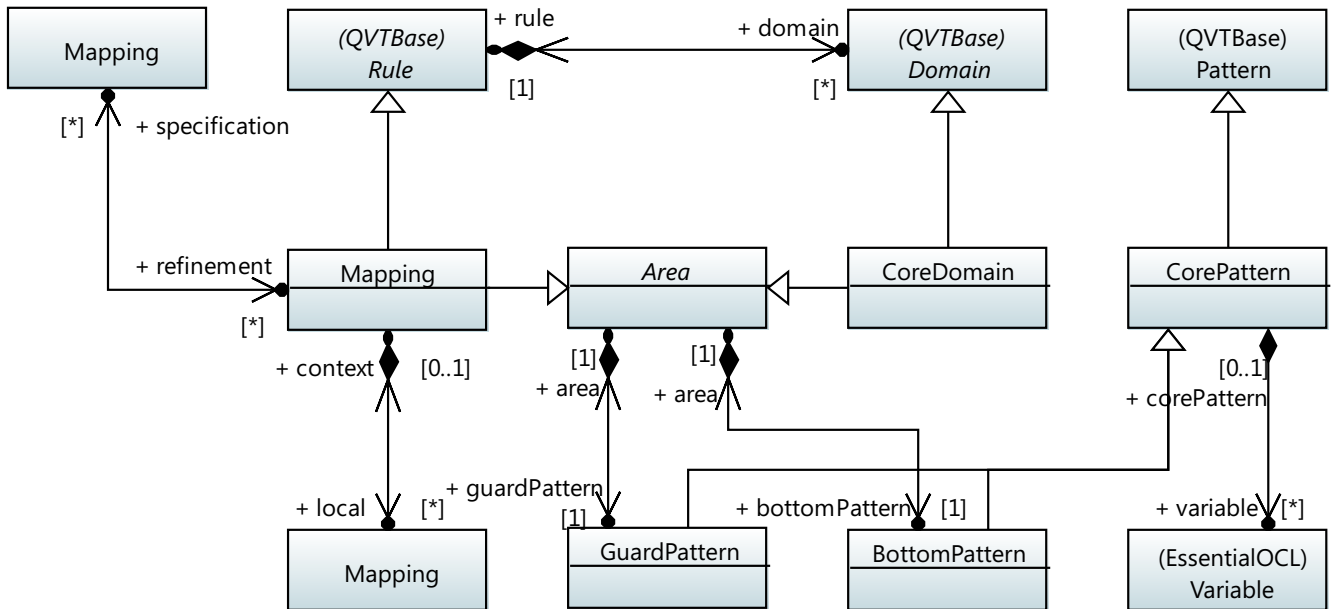 + rule
Mapping
(QVTBase)
Rule
+ domain
(QVTBase)
Domain
(QVTBase)
Pattern
[1]
[*]
[*]
+ specification
+ refinement
[*]
Mapping
Area
CoreDomain
CorePattern
+ context
[0..1]
[1]
+ area
[1]
+ area
[0..1]
+ corePattern
+ local
[*]
+ guardPattern
[1]
+ bottomPattern
[1]
+ variable
[*]
Mapping
GuardPattern
BottomPattern
(EssentialOCL)
Variable